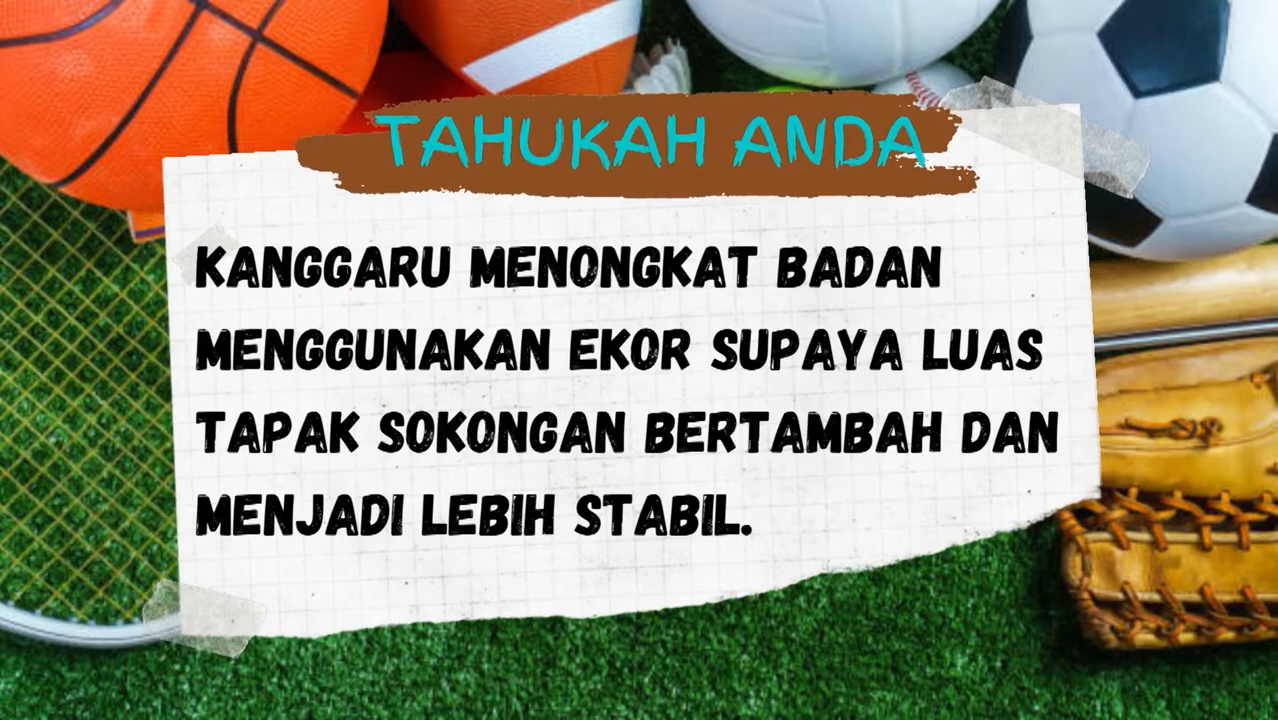 TAHUKAH ANDA
KANGGARU MENONGKAT BADAN
MENGGUNAKAN EKOR SUPAYA LUAS
TAPAK SOKONGAN BERTAMBAH DAN
MENJADI LEBIH STABIL.